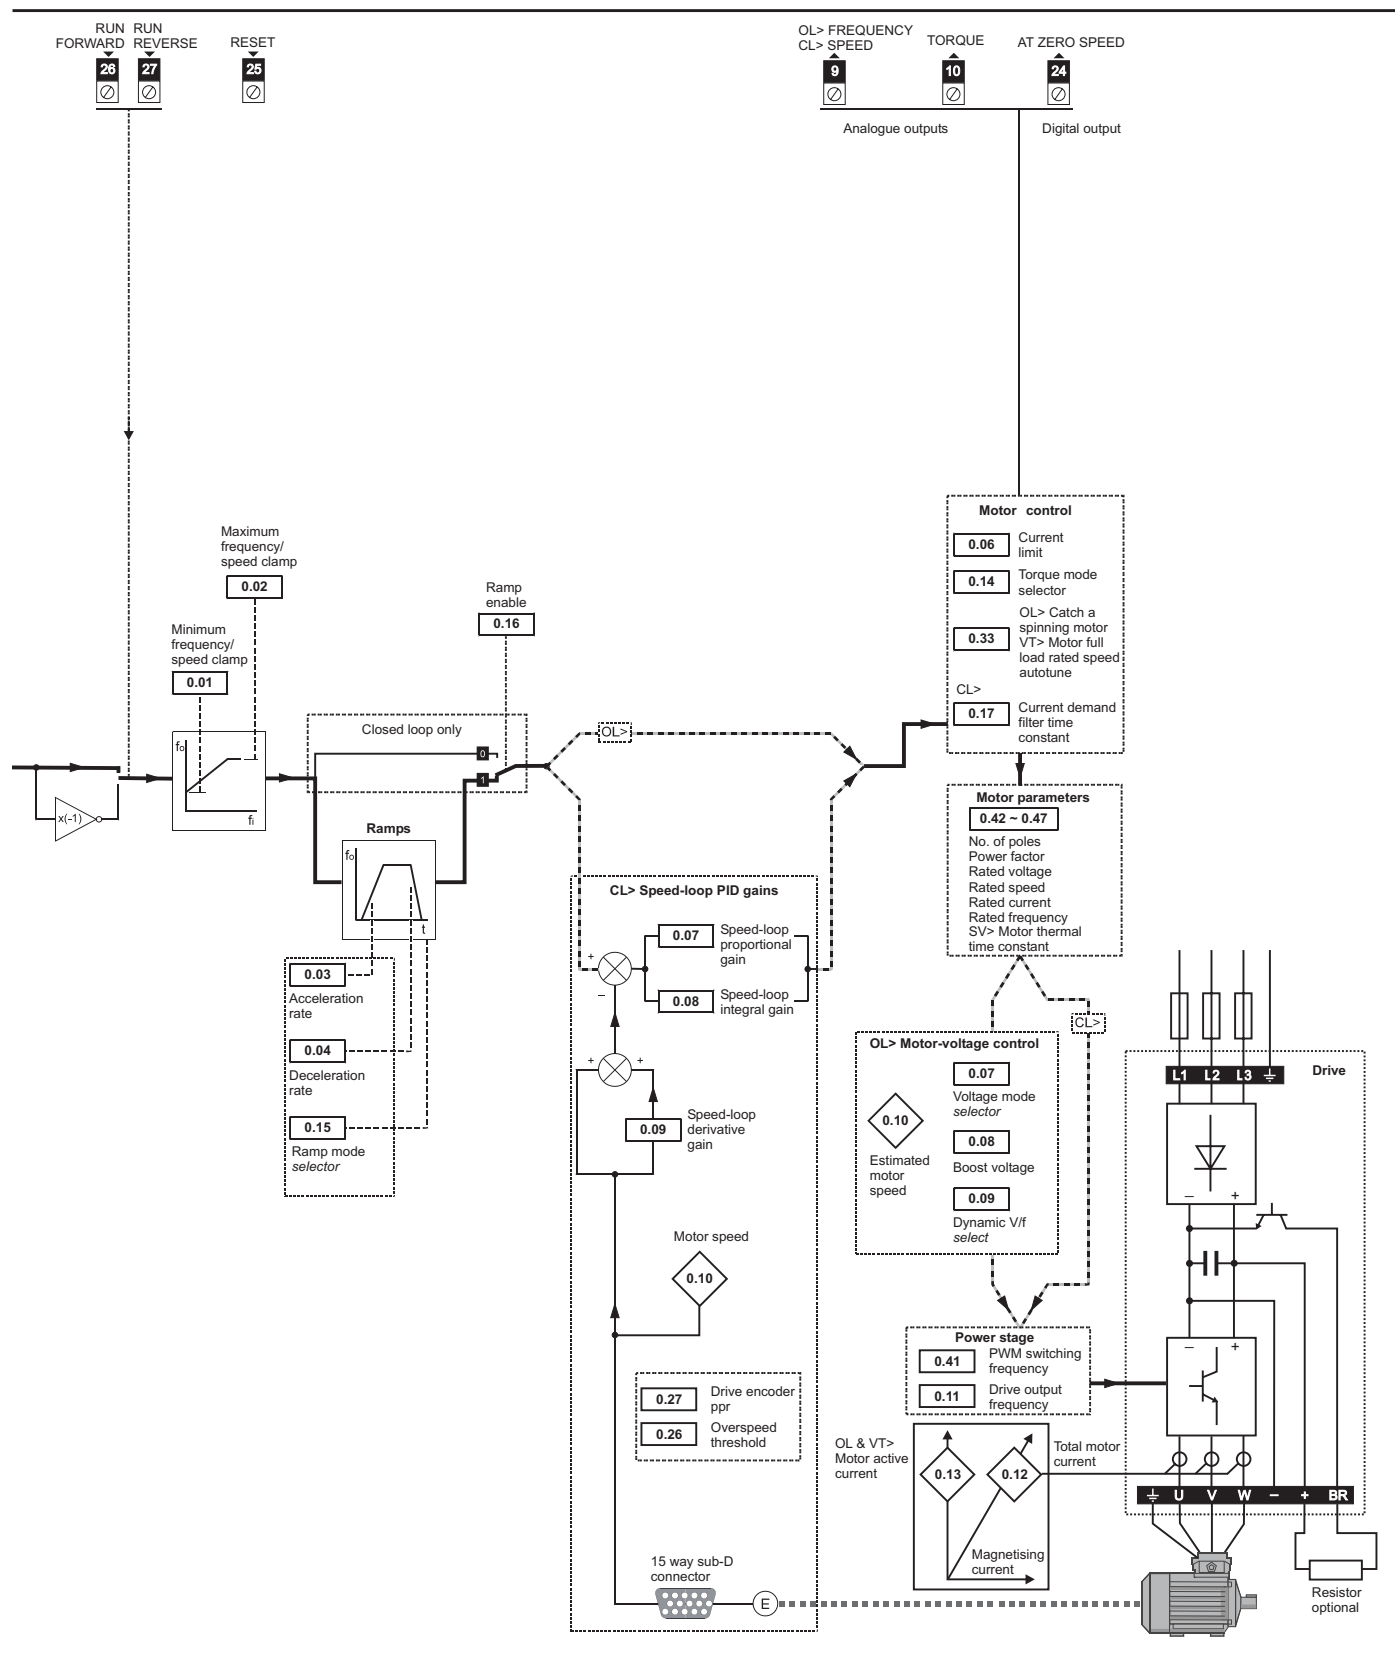 RUN FORWARD
RUN REVERSE
RESET
26
27
25
OL> FREQUENCY
CL> SPEED
TORQUE
AT ZERO SPEED
9
10
24
Analogue outputs
Digital output
Maximum
frequency/
speed clamp
0.02
Minimum
frequency/
speed clamp
0.01
Ramp
enable
0.16
fo
fi
x(-1)
Closed loop only
0
1
OL>
Ramps
fo
t
0.03
Acceleration
rate
0.04
Deceleration
rate
0.15
Ramp mode
selector
CL> Speed-loop PID gains
+
–
0.07
Speed-loop
proportional
gain
0.08
Speed-loop
integral gain
+
+
0.09
Speed-loop
derivative
gain
Motor speed
0.10
0.27
Drive encoder
ppr
0.26
Overspeed
threshold
15 way sub-D
connector
E
Motor control
0.06
Current
limit
0.14
Torque mode
selector
0.33
OL> Catch a
spinning motor
VT> Motor full
load rated speed
autotune
CL>
0.17
Current demand
filter time
constant
Motor parameters
0.42 ~ 0.47
No. of poles
Power factor
Rated voltage
Rated speed
Rated current
Rated frequency
SV> Motor thermal
time constant
CL>
OL> Motor-voltage control
0.07
Voltage mode
selector
0.10
Estimated
motor
speed
0.08
Boost voltage
0.09
Dynamic V/f
select
Power stage
0.41
PWM switching
frequency
0.11
Drive output
frequency
OL & VT>
Motor active
current
0.13
0.12
Total motor
current
Magnetising
current
Drive
L1 L2 L3
– +
– +
U V W – + BR
Resistor
optional